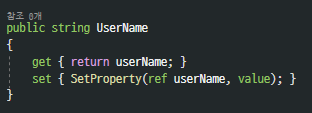 참조 0개
public string UserName
{
get { return userName; }
set { SetProperty(ref userName, value); }
}